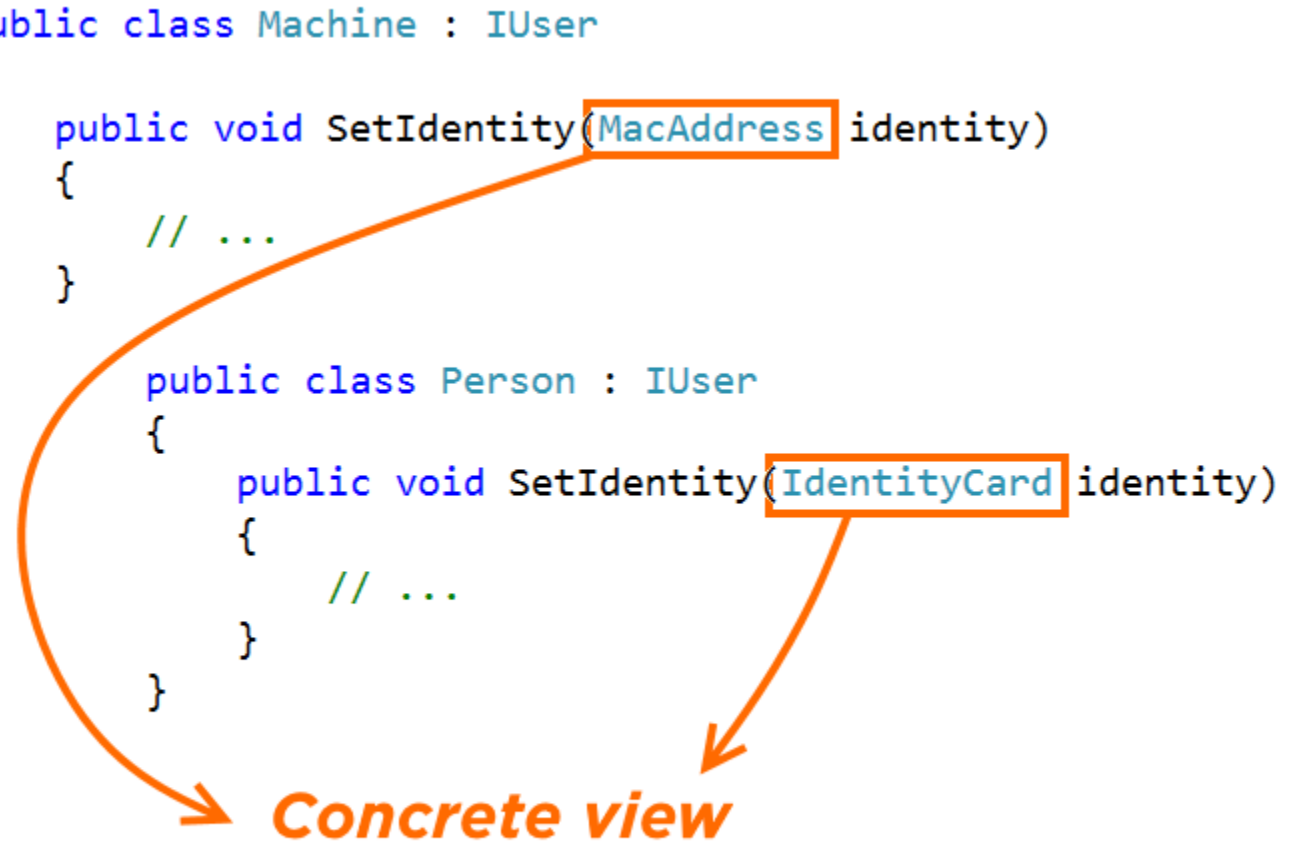 ublic class Machine : IUser
public void SetIdentity(MacAddress identity)
{
// ...
}
public class Person : IUser
{
public void SetIdentity(IdentityCard identity)
{
// ...
}
}
Concrete view